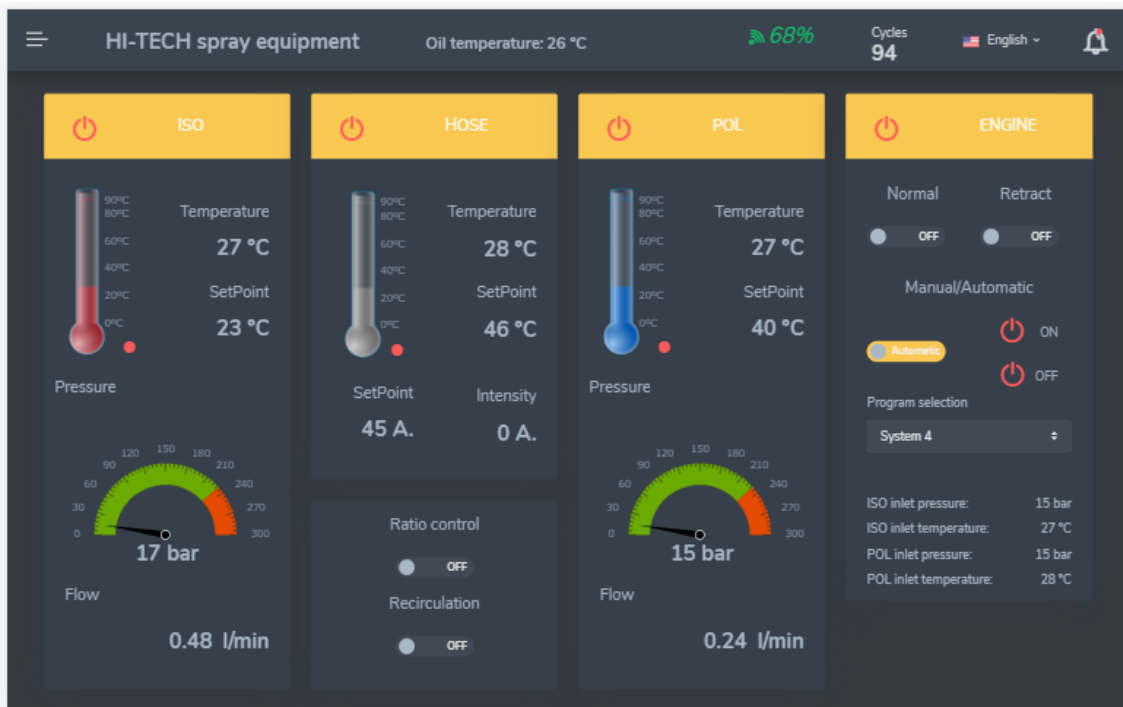 HI-TECH spray equipment
Oil temperature: 26 °C
68%
Cycles
94
English
ISO
90ºC
80ºC
60ºC
40ºC
20ºC
0ºC
Temperature
27 °C
SetPoint
23 °C
Pressure
0 30 60 90 120 150 180 210 240 270 300
17 bar
Flow
0.48 l/min
HOSE
90ºC
80ºC
60ºC
40ºC
20ºC
0ºC
Temperature
28 °C
SetPoint
46 °C
SetPoint
45 A.
Intensity
0 A.
Ratio control
OFF
Recirculation
OFF
POL
90ºC
80ºC
60ºC
40ºC
20ºC
0ºC
Temperature
27 °C
SetPoint
40 °C
Pressure
0 30 60 90 120 150 180 210 240 270 300
15 bar
Flow
0.24 l/min
ENGINE
Normal Retract
OFF OFF
Manual/Automatic
Automatic
ON
OFF
Program selection
System 4
ISO inlet pressure: 15 bar
ISO inlet temperature: 27 °C
POL inlet pressure: 15 bar
POL inlet temperature: 28 °C